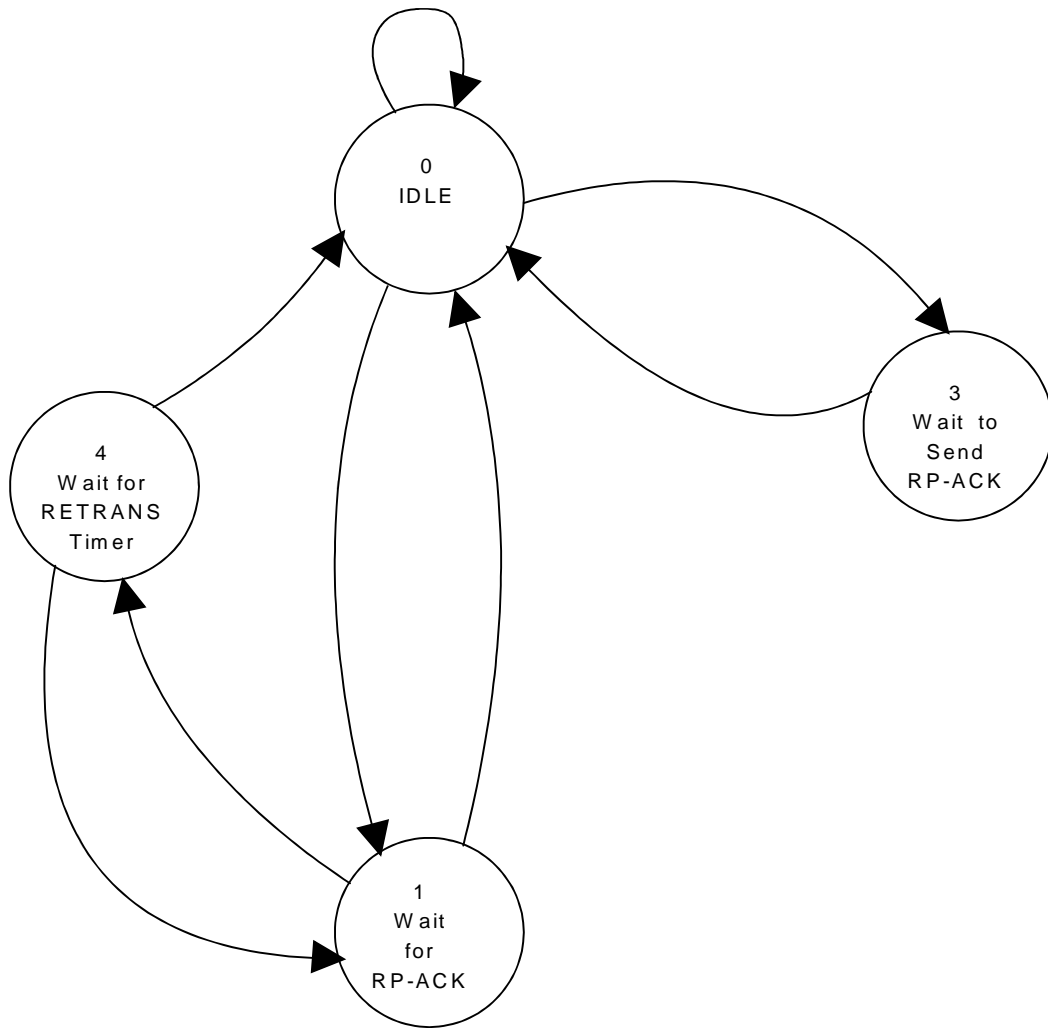 0
IDLE
3
Wait to
Send
RP-ACK
4
Wait for
RETRANS
Timer
1
Wait
for
RP-ACK